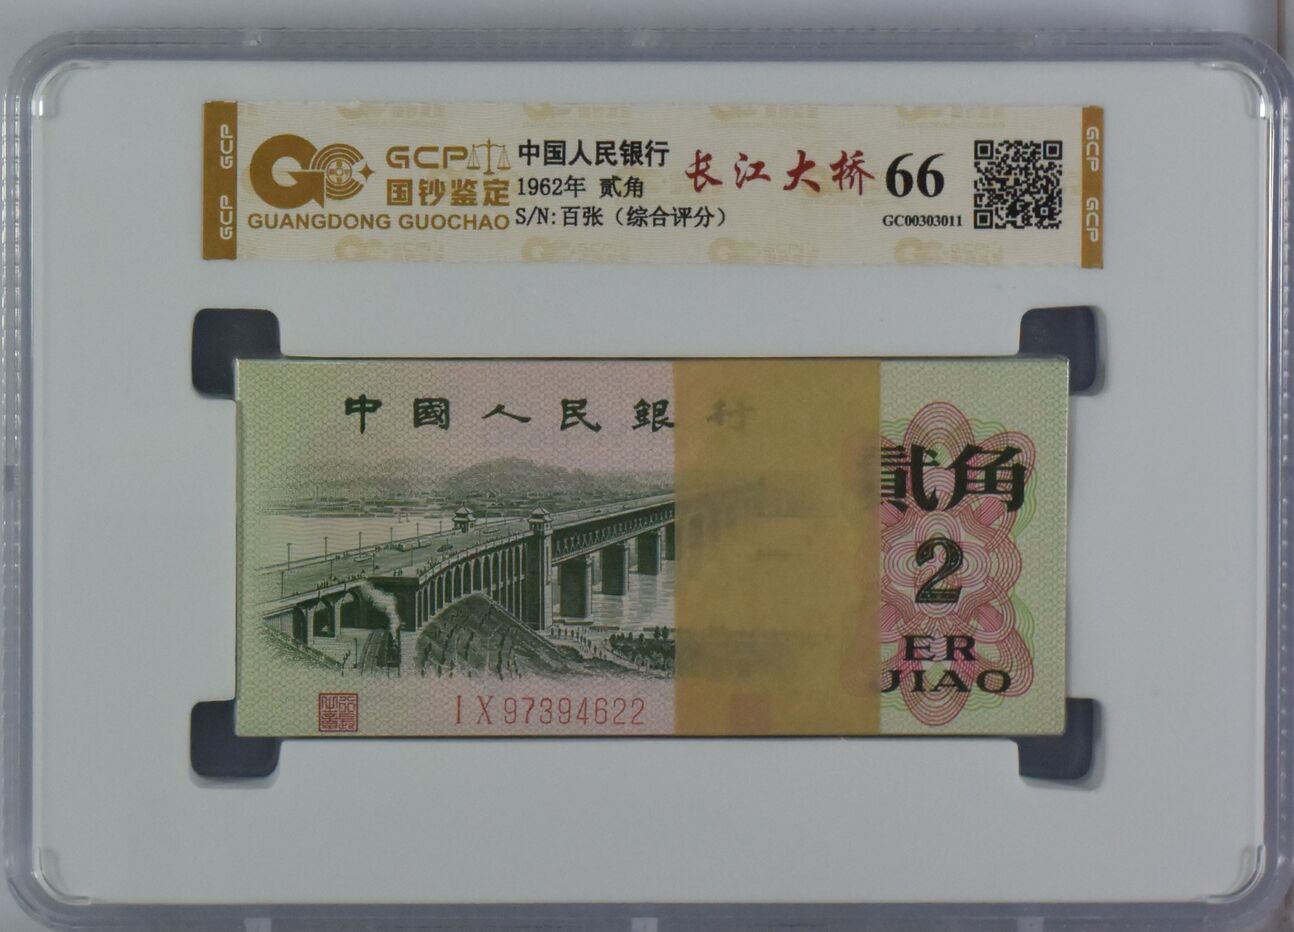 GCP
GCP
GCP
国钞鉴定
GUANGDONG GUOCHAO
中国人民银行
1962年 贰角
S/N:百张（综合评分）
长江大桥
66
GC00303011
GCP
GCP
中國人民銀行
貳角
2
ER
JIAO
I X 97394622